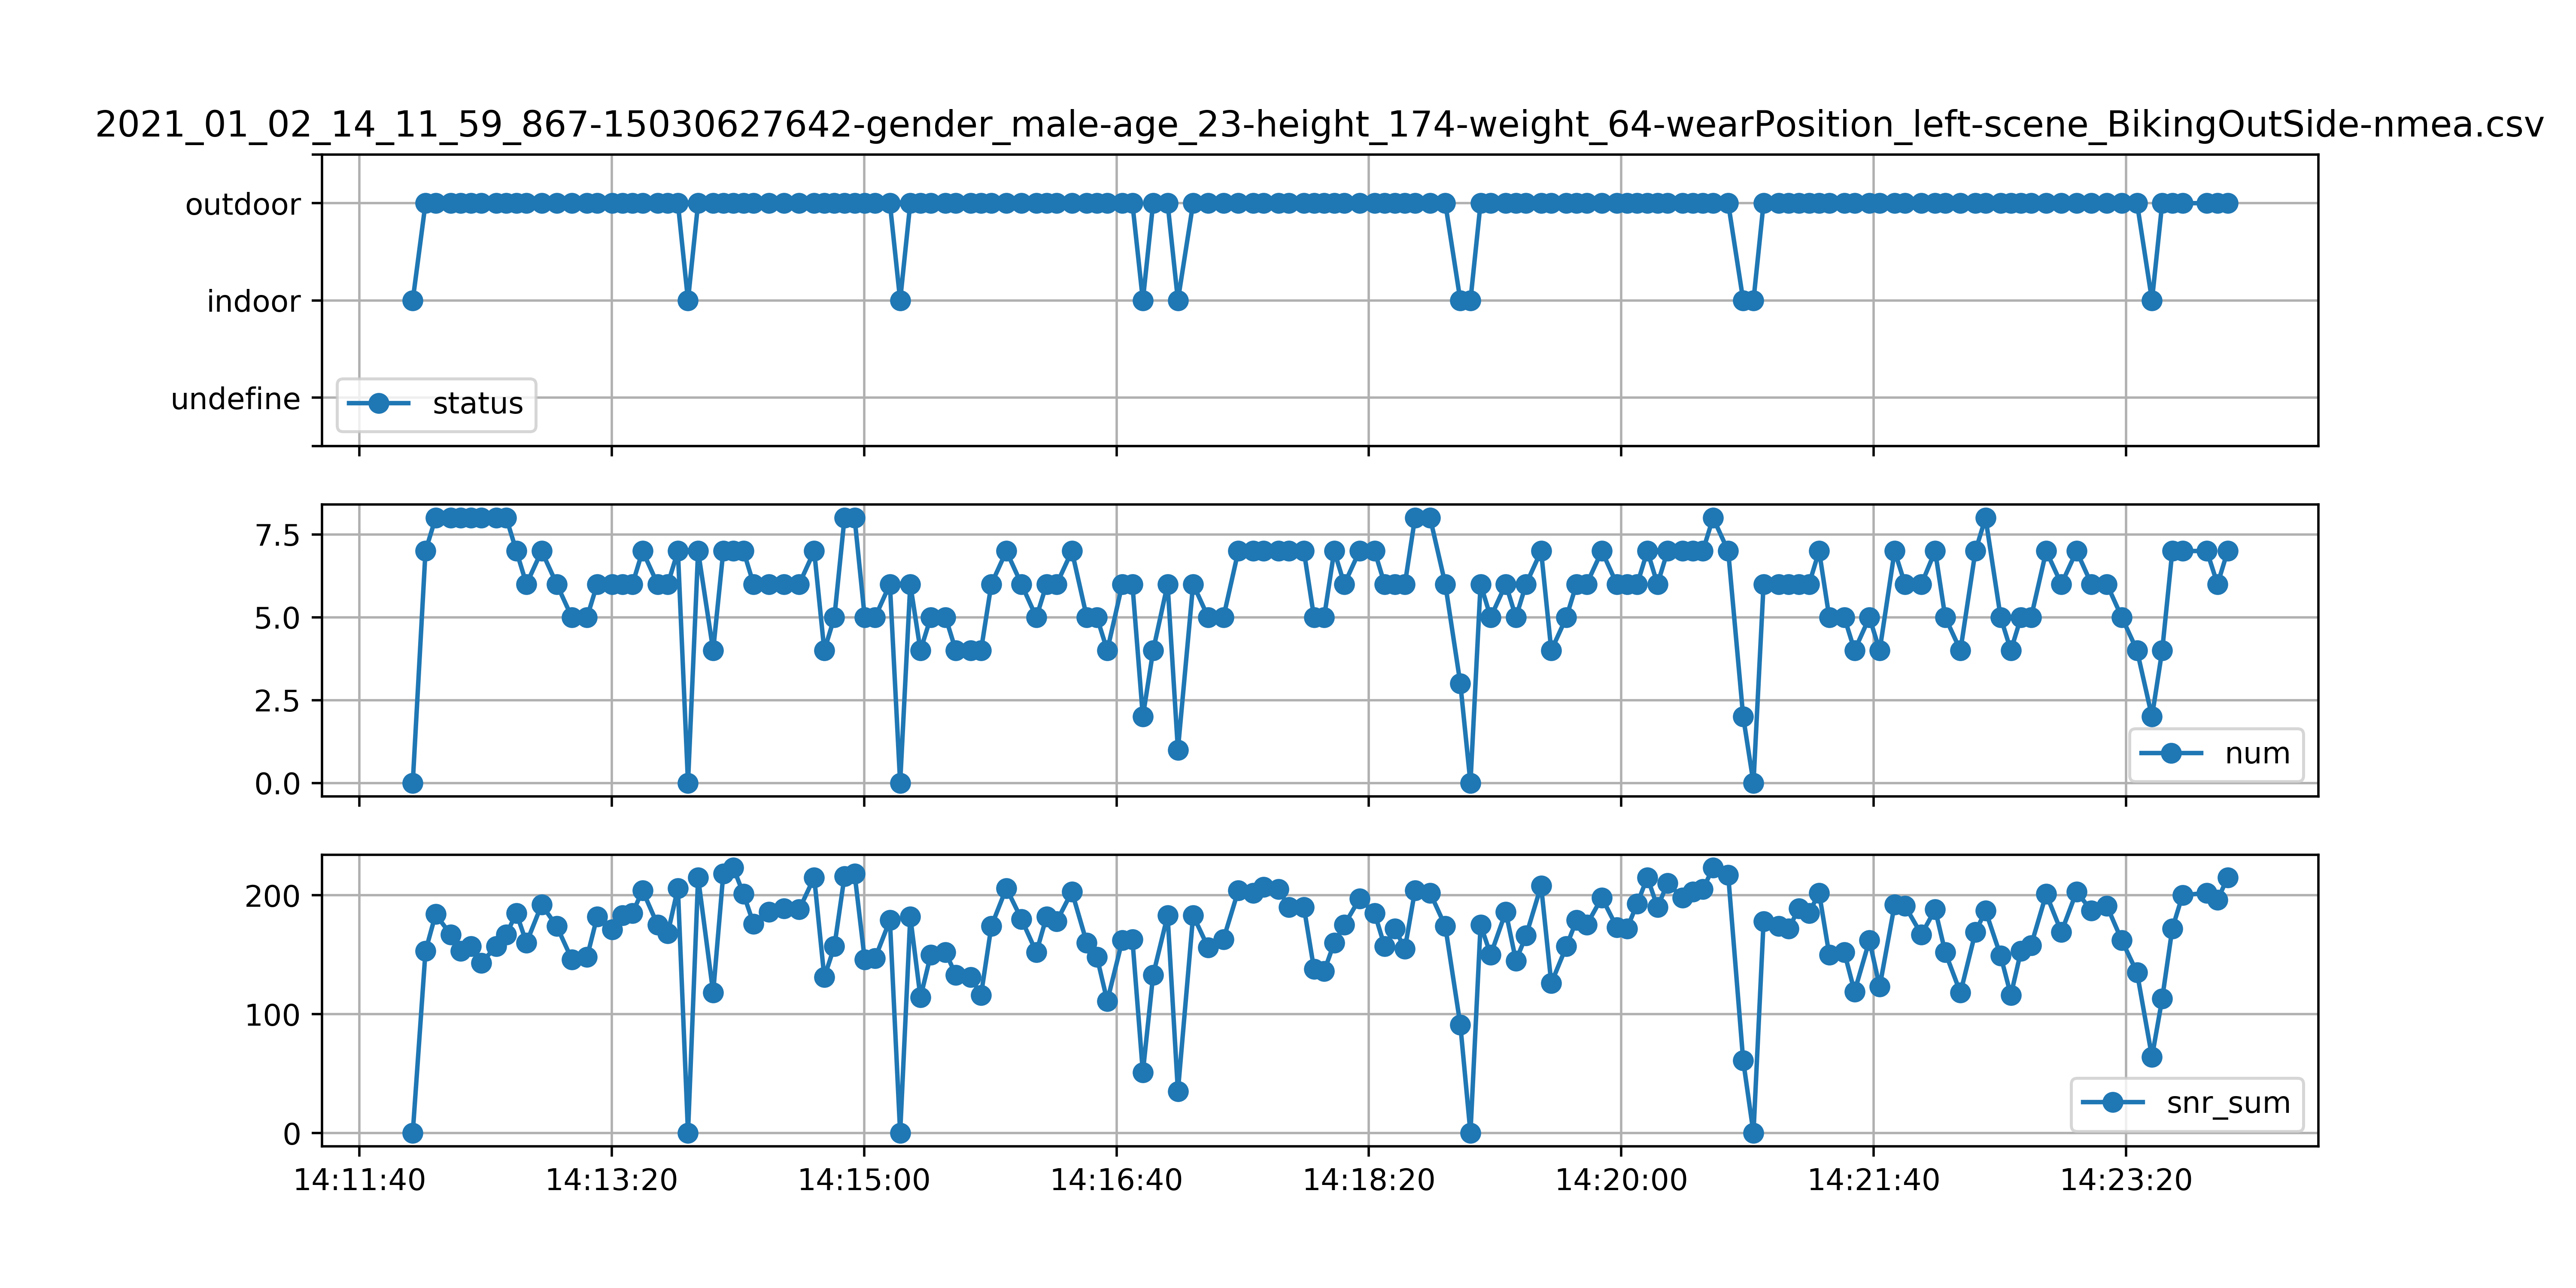 2021_01_02_14_11_59_867-15030627642-gender_male-age_23-height_174-weight_64-wearPosition_left-scene_BikingOutSide-nmea.csv
outdoor
indoor
undefine
status
7.5
5.0
2.5
0.0
num
200
100
0
snr_sum
14:11:40 14:13:20 14:15:00 14:16:40 14:18:20 14:20:00 14:21:40 14:23:20